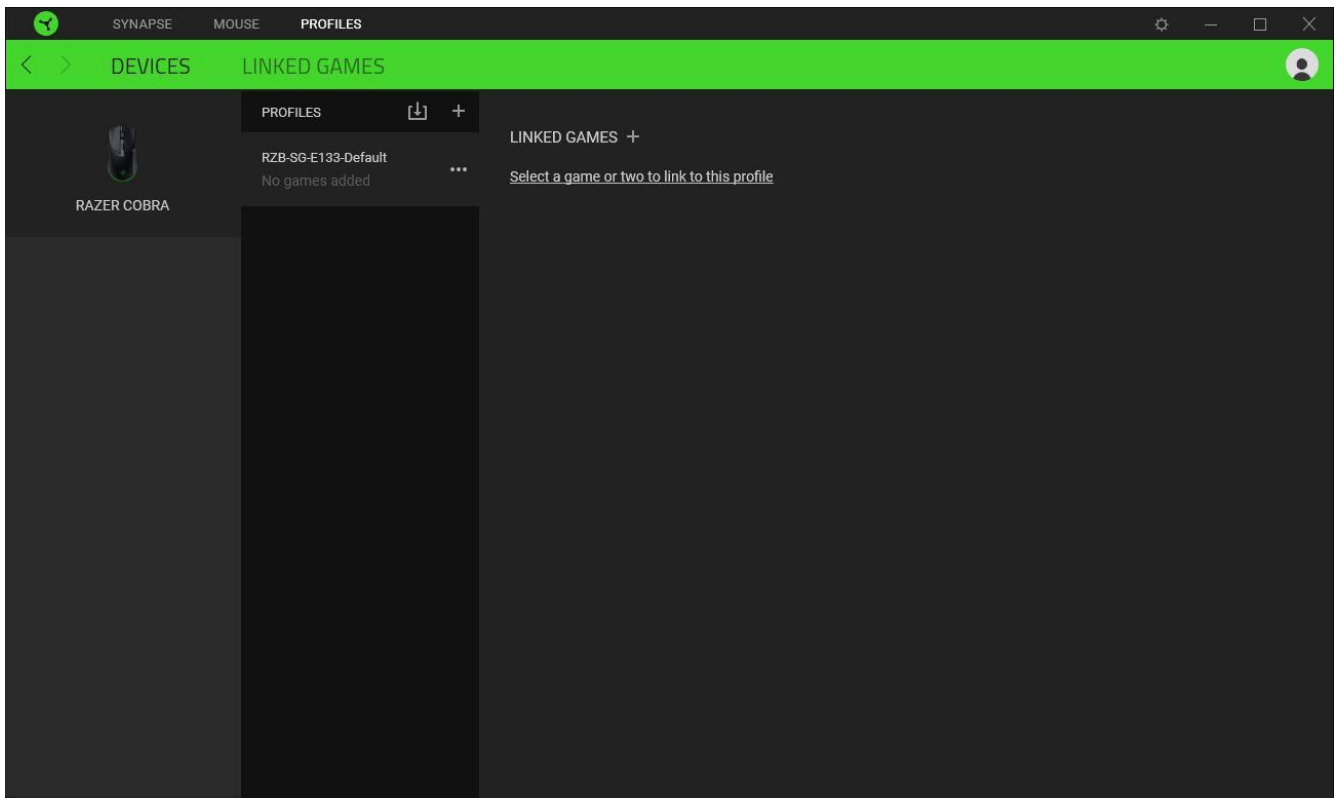 SYNAPSE MOUSE PROFILES
DEVICES LINKED GAMES
RAZER COBRA
PROFILES
RZB-SG-E133-Default
No games added
LINKED GAMES +
Select a game or two to link to this profile